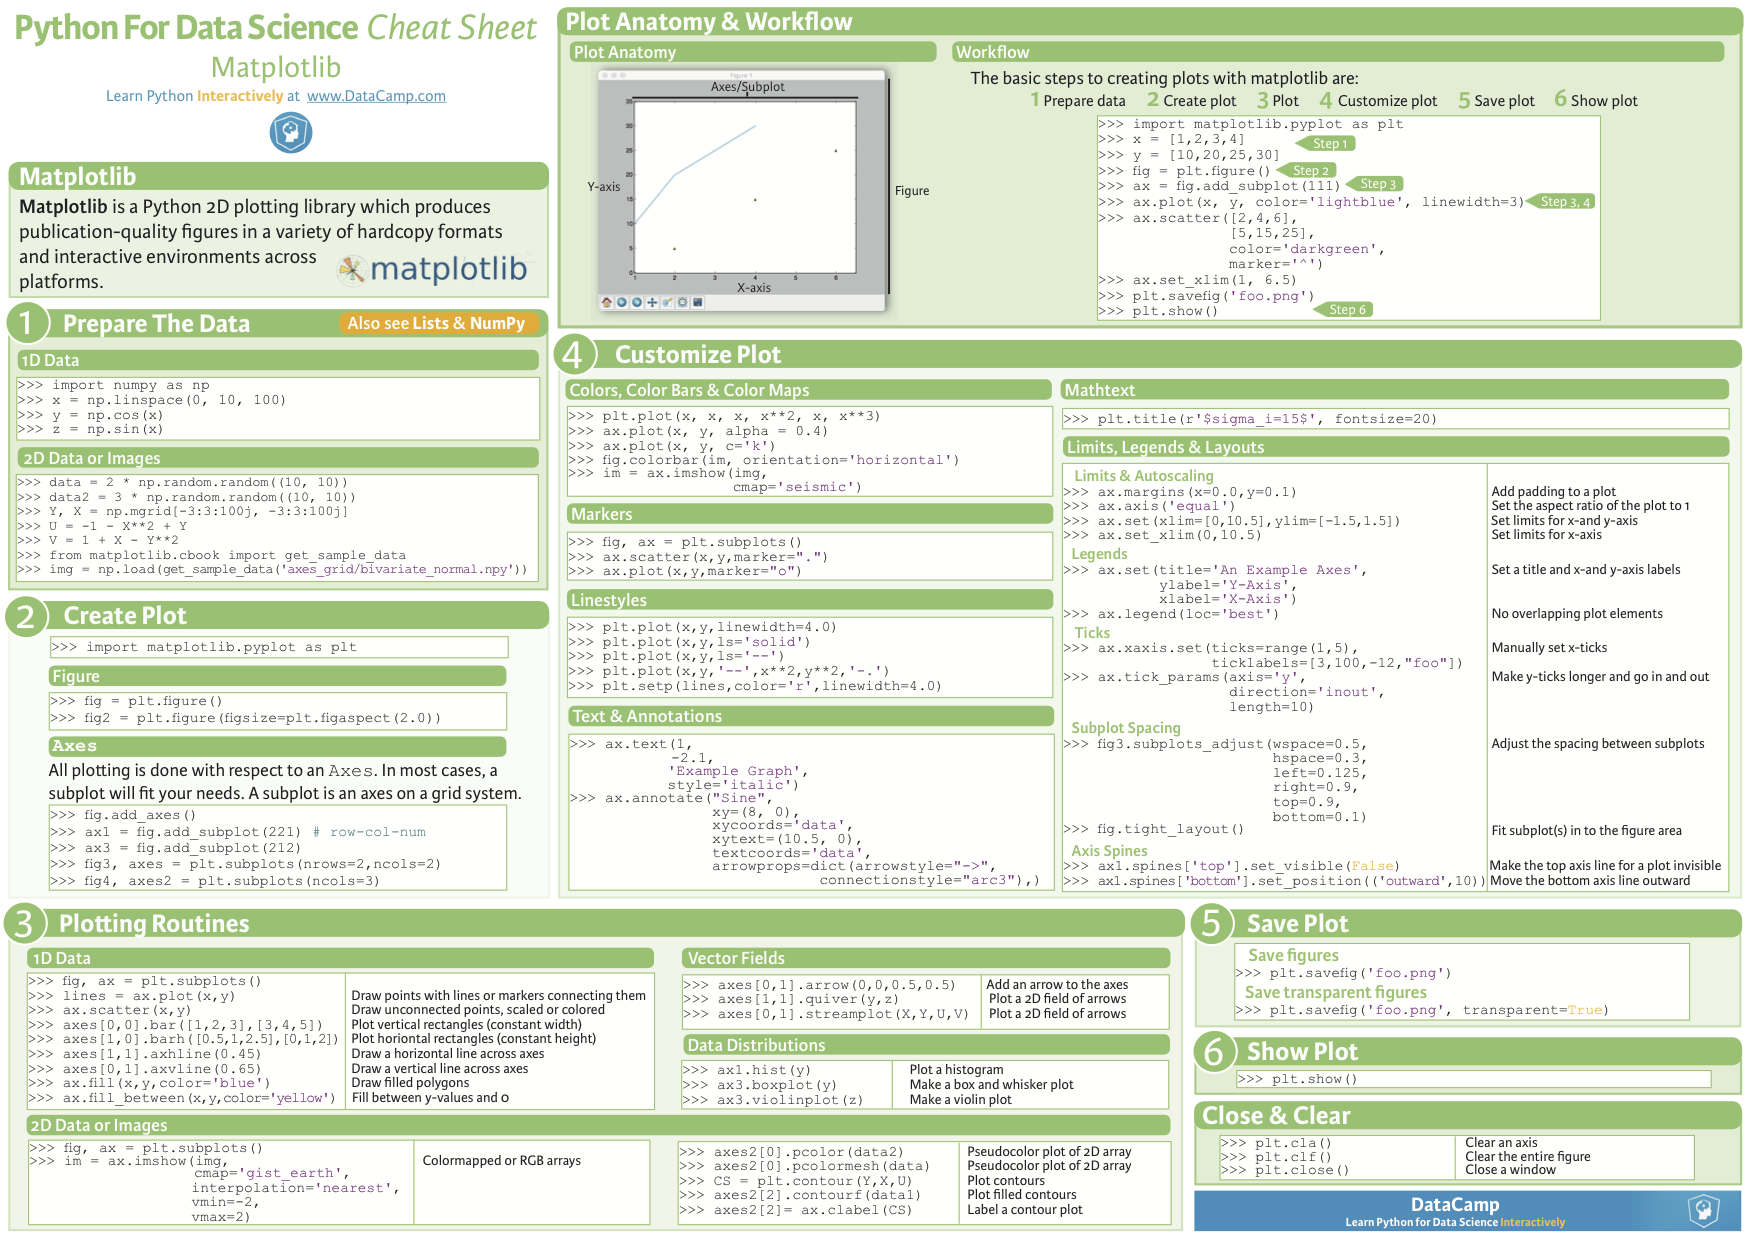 Python For Data Science Cheat Sheet
Matplotlib
Learn Python Interactively at www.DataCamp.com
Matplotlib
Matplotlib is a Python 2D plotting library which produces
publication-quality figures in a variety of hardcopy formats
and interactive environments across
platforms.
matplotlib
1 Prepare The Data
Also see Lists & NumPy
1D Data
>>> import numpy as np
>>> x = np.linspace(0, 10, 100)
>>> y = np.cos(x)
>>> z = np.sin(x)
2D Data or Images
>>> data = 2 * np.random.random((10, 10))
>>> data2 = 3 * np.random.random((10, 10))
>>> Y, X = np.mgrid[-3:3:100j, -3:3:100j]
>>> U = -1 - X**2 + Y
>>> V = 1 + X - Y**2
>>> from matplotlib.cbook import get_sample_data
>>> img = np.load(get_sample_data('axes_grid/bivariate_normal.npy'))
2 Create Plot
>>> import matplotlib.pyplot as plt
Figure
>>> fig = plt.figure()
>>> fig2 = plt.figure(figsize=plt.figaspect(2.0))
Axes
All plotting is done with respect to an Axes. In most cases, a
subplot will fit your needs. A subplot is an axes on a grid system.
>>> fig.add_axes()
>>> ax1 = fig.add_subplot(221) # row-col-num
>>> ax3 = fig.add_subplot(212)
>>> fig3, axes = plt.subplots(nrows=2,ncols=2)
>>> fig4, axes2 = plt.subplots(ncols=3)
Plot Anatomy & Workflow
Plot Anatomy
Figure 1
Axes/Subplot
35
30
25
20
15
10
5
0
1 2 3 4 5 6
Y-axis
X-axis
Figure
Workflow
The basic steps to creating plots with matplotlib are:
1 Prepare data 2 Create plot 3 Plot 4 Customize plot 5 Save plot 6 Show plot
>>> import matplotlib.pyplot as plt
>>> x = [1,2,3,4]
Step 1
>>> y = [10,20,25,30]
>>> fig = plt.figure() Step 2
>>> ax = fig.add_subplot(111) Step 3
>>> ax.plot(x, y, color='lightblue', linewidth=3) Step 3, 4
>>> ax.scatter([2,4,6],
[5,15,25],
color='darkgreen',
marker='^')
>>> ax.set_xlim(1, 6.5)
>>> plt.savefig('foo.png')
>>> plt.show() Step 6
4 Customize Plot
Colors, Color Bars & Color Maps
>>> plt.plot(x, x, x, x**2, x, x**3)
>>> ax.plot(x, y, alpha = 0.4)
>>> ax.plot(x, y, c='k')
>>> fig.colorbar(im, orientation='horizontal')
>>> im = ax.imshow(img,
cmap='seismic')
Markers
>>> fig, ax = plt.subplots()
>>> ax.scatter(x,y,marker=".")
>>> ax.plot(x,y,marker="o")
Linestyles
>>> plt.plot(x,y,linewidth=4.0)
>>> plt.plot(x,y,ls='solid')
>>> plt.plot(x,y,ls='--')
>>> plt.plot(x,y,'--',x**2,y**2,'-.')
>>> plt.setp(lines,color='r',linewidth=4.0)
Text & Annotations
>>> ax.text(1,
-2.1,
'Example Graph',
style='italic')
>>> ax.annotate("Sine",
xy=(8, 0),
xycoords='data',
xytext=(10.5, 0),
textcoords='data',
arrowprops=dict(arrowstyle="->",
connectionstyle="arc3"),)
Mathtext
>>> plt.title(r'$sigma_i=15$', fontsize=20)
Limits, Legends & Layouts
Limits & Autoscaling
>>> ax.margins(x=0.0,y=0.1) Add padding to a plot
>>> ax.axis('equal') Set the aspect ratio of the plot to 1
>>> ax.set(xlim=[0,10.5],ylim=[-1.5,1.5]) Set limits for x-and y-axis
>>> ax.set_xlim(0,10.5) Set limits for x-axis
Legends
>>> ax.set(title='An Example Axes', Set a title and x-and y-axis labels
ylabel='Y-Axis',
xlabel='X-Axis')
>>> ax.legend(loc='best') No overlapping plot elements
Ticks
>>> ax.xaxis.set(ticks=range(1,5), Manually set x-ticks
ticklabels=[3,100,-12,"foo"])
>>> ax.tick_params(axis='y', Make y-ticks longer and go in and out
direction='inout',
length=10)
Subplot Spacing
>>> fig3.subplots_adjust(wspace=0.5, Adjust the spacing between subplots
hspace=0.3,
left=0.125,
right=0.9,
top=0.9,
bottom=0.1)
>>> fig.tight_layout() Fit subplot(s) in to the figure area
Axis Spines
>>> ax1.spines['top'].set_visible(False) Make the top axis line for a plot invisible
>>> ax1.spines['bottom'].set_position(('outward',10)) Move the bottom axis line outward
3 Plotting Routines
1D Data
>>> fig, ax = plt.subplots()
>>> lines = ax.plot(x,y) Draw points with lines or markers connecting them
>>> ax.scatter(x,y) Draw unconnected points, scaled or colored
>>> axes[0,0].bar([1,2,3],[3,4,5]) Plot vertical rectangles (constant width)
>>> axes[1,0].barh([0.5,1,2.5],[0,1,2]) Plot horiontal rectangles (constant height)
>>> axes[1,1].axhline(0.45) Draw a horizontal line across axes
>>> axes[0,1].axvline(0.65) Draw a vertical line across axes
>>> ax.fill(x,y,color='blue') Draw filled polygons
>>> ax.fill_between(x,y,color='yellow') Fill between y-values and 0
Vector Fields
>>> axes[0,1].arrow(0,0,0.5,0.5) Add an arrow to the axes
>>> axes[1,1].quiver(y,z) Plot a 2D field of arrows
>>> axes[0,1].streamplot(X,Y,U,V) Plot a 2D field of arrows
Data Distributions
>>> ax1.hist(y) Plot a histogram
>>> ax3.boxplot(y) Make a box and whisker plot
>>> ax3.violinplot(z) Make a violin plot
2D Data or Images
>>> fig, ax = plt.subplots()
>>> im = ax.imshow(img, Colormapped or RGB arrays
cmap='gist_earth',
interpolation='nearest',
vmin=-2,
vmax=2)
>>> axes2[0].pcolor(data2) Pseudocolor plot of 2D array
>>> axes2[0].pcolormesh(data) Pseudocolor plot of 2D array
>>> CS = plt.contour(Y,X,U) Plot contours
>>> axes2[2].contourf(data1) Plot filled contours
>>> axes2[2]= ax.clabel(CS) Label a contour plot
5 Save Plot
Save figures
>>> plt.savefig('foo.png')
Save transparent figures
>>> plt.savefig('foo.png', transparent=True)
6 Show Plot
>>> plt.show()
Close & Clear
>>> plt.cla() Clear an axis
>>> plt.clf() Clear the entire figure
>>> plt.close() Close a window
DataCamp
Learn Python for Data Science Interactively